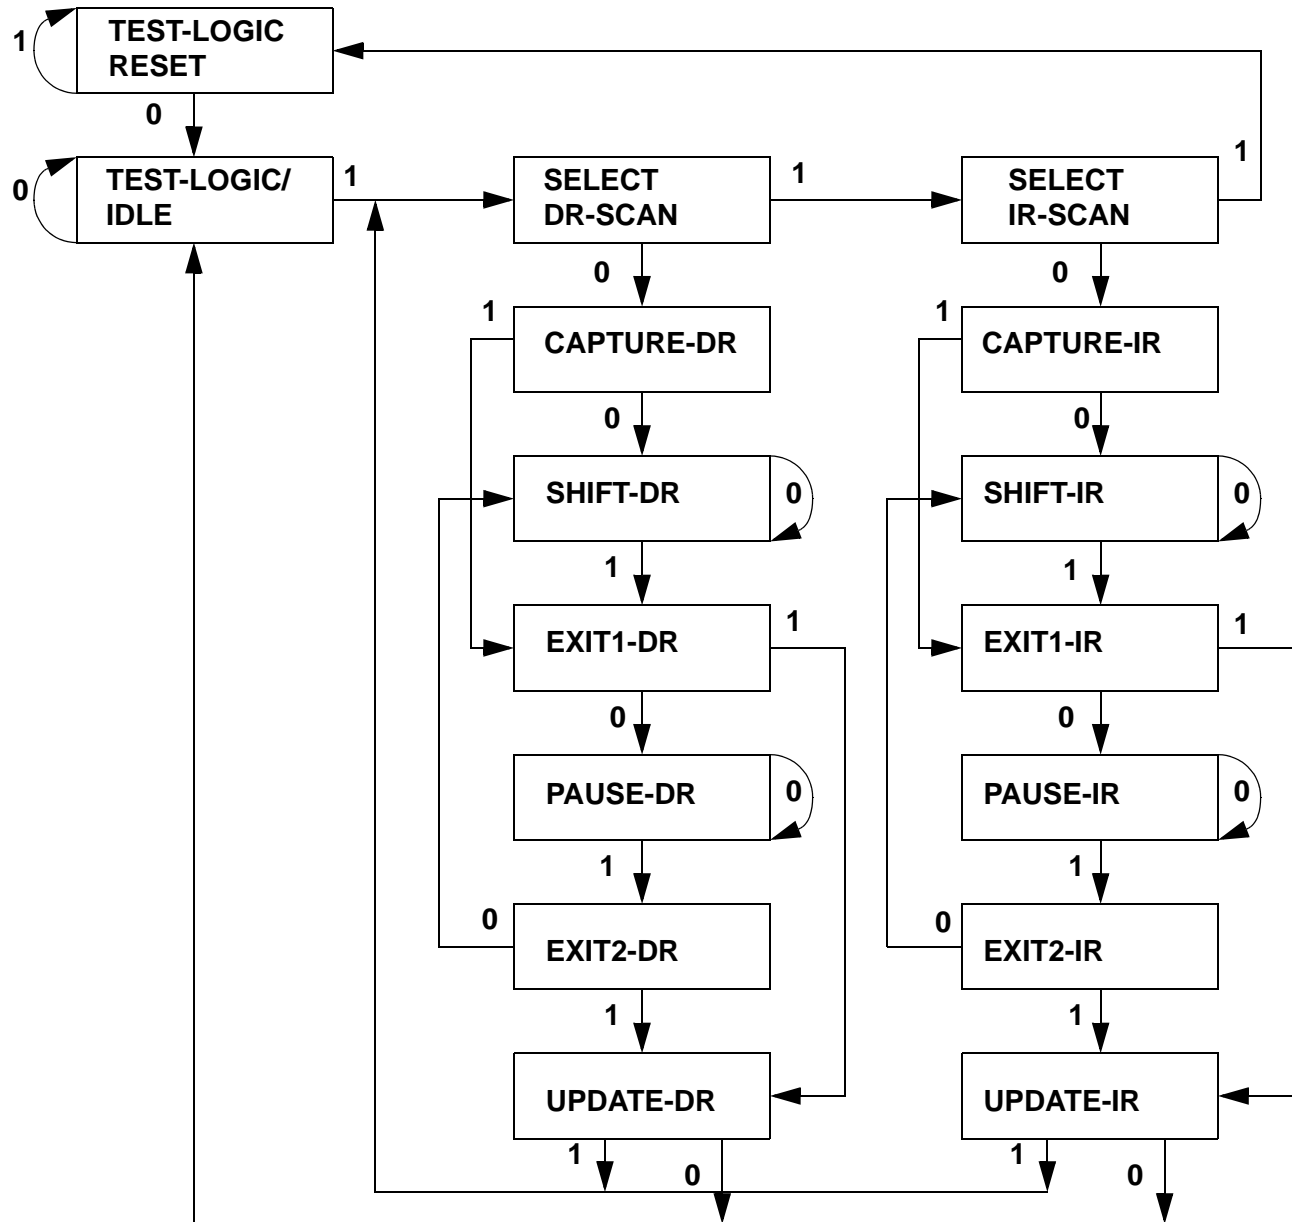 TEST-LOGIC
RESET
1
0
TEST-LOGIC/
IDLE
0
1
SELECT
DR-SCAN
1
SELECT
IR-SCAN
1
0
0
1
CAPTURE-DR
1
CAPTURE-IR
0
0
SHIFT-DR
0
SHIFT-IR
0
1
1
EXIT1-DR
1
EXIT1-IR
1
0
0
PAUSE-DR
0
PAUSE-IR
0
1
1
0
EXIT2-DR
0
EXIT2-IR
1
1
UPDATE-DR
UPDATE-IR
1
0
1
0